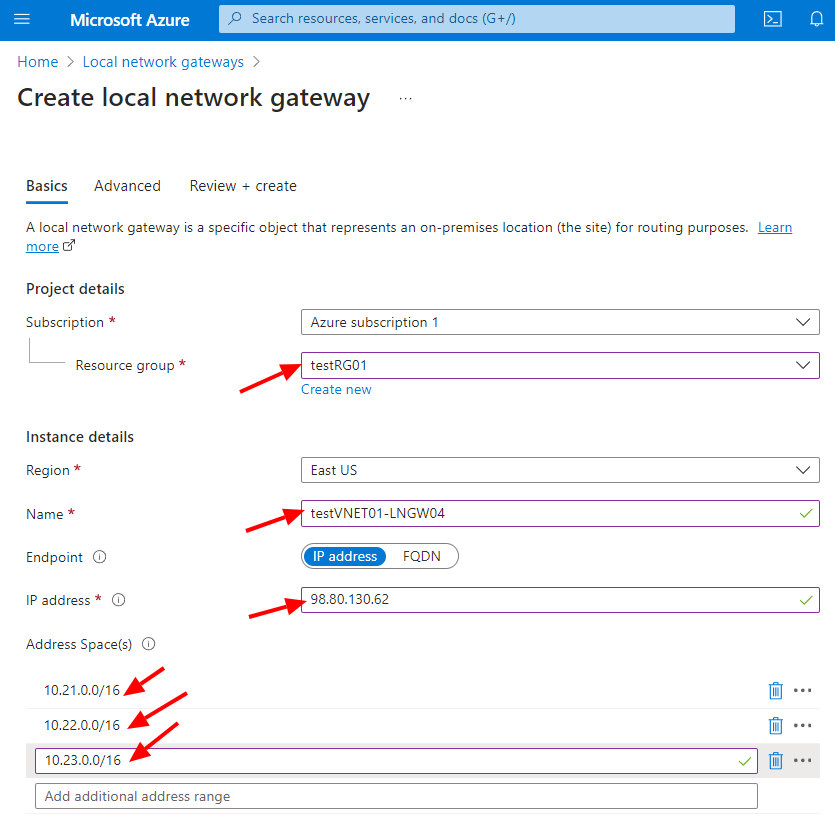 Microsoft Azure
Search resources, services, and docs (G+/)
Home > Local network gateways >
Create local network gateway ...
Basics
Advanced
Review + create
A local network gateway is a specific object that represents an on-premises location (the site) for routing purposes. Learn
more
Project details
Subscription *
Azure subscription 1
Resource group *
testRG01
Create new
Instance details
Region *
East US
Name *
testVNET01-LNGW04
Endpoint
IP address
FQDN
IP address *
98.80.130.62
Address Space(s)
10.21.0.0/16
10.22.0.0/16
10.23.0.0/16
Add additional address range